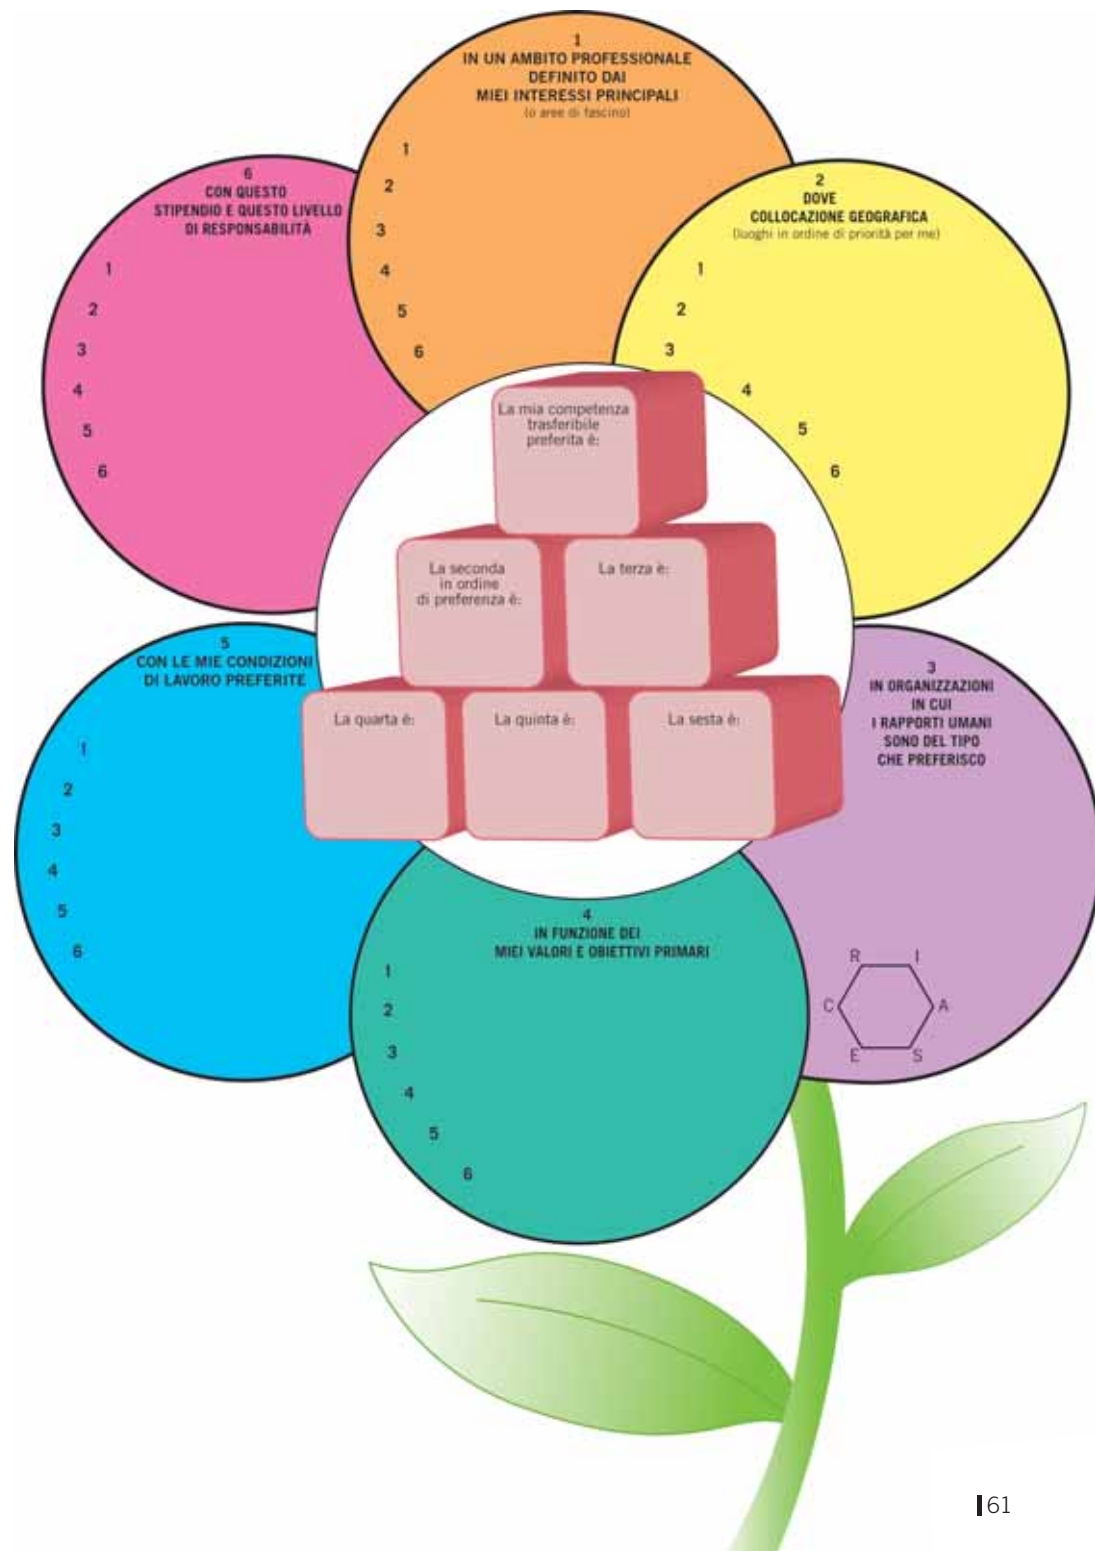 1
IN UN AMBITO PROFESSIONALE
DEFINITO DAI
MIEI INTERESSI PRINCIPALI
(o aree di fascino)
1
2
3
4
5
6
2
DOVE
COLLOCAZIONE GEOGRAFICA
(luoghi in ordine di priorità per me)
1
2
3
4
5
6
3
IN ORGANIZZAZIONI
IN CUI
I RAPPORTI UMANI
SONO DEL TIPO
CHE PREFERISCO
R I
C A
E S
4
IN FUNZIONE DEI
MIEI VALORI E OBIETTIVI PRIMARI
1
2
3
4
5
6
5
CON LE MIE CONDIZIONI
DI LAVORO PREFERITE
1
2
3
4
5
6
6
CON QUESTO
STIPENDIO E QUESTO LIVELLO
DI RESPONSABILITÀ
1
2
3
4
5
6
La mia competenza
trasferibile
preferita è:
La seconda
in ordine
di preferenza è:
La terza è:
La quarta è:
La quinta è:
La sesta è:
61